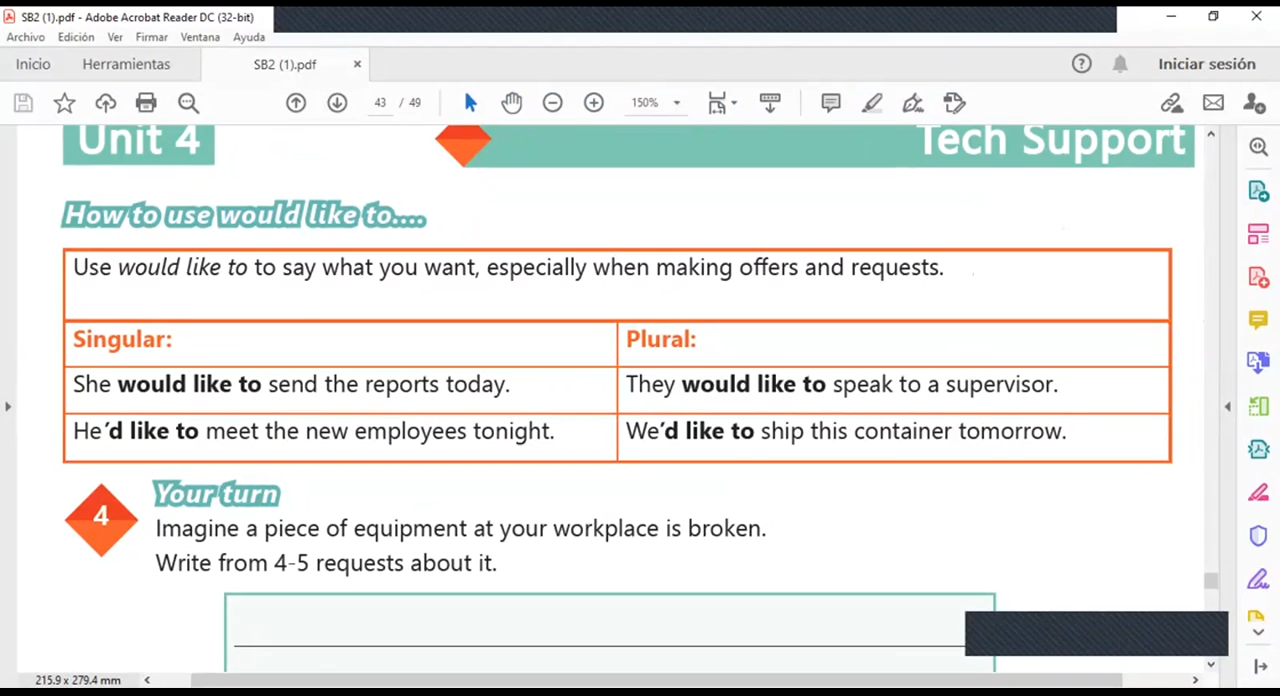 SB2 (1).pdf - Adobe Acrobat Reader DC (32-bit)
Archivo Edición Ver Firmar Ventana Ayuda
Inicio Herramientas SB2 (1).pdf × Iniciar sesión
43 / 49 150%
Unit 4 Tech Support
How to use would like to....
Use would like to to say what you want, especially when making offers and requests.
Singular: Plural:
She would like to send the reports today. They would like to speak to a supervisor.
He´d like to meet the new employees tonight. We´d like to ship this container tomorrow.
4 Your turn
Imagine a piece of equipment at your workplace is broken.
Write from 4-5 requests about it.
215.9 x 279.4 mm